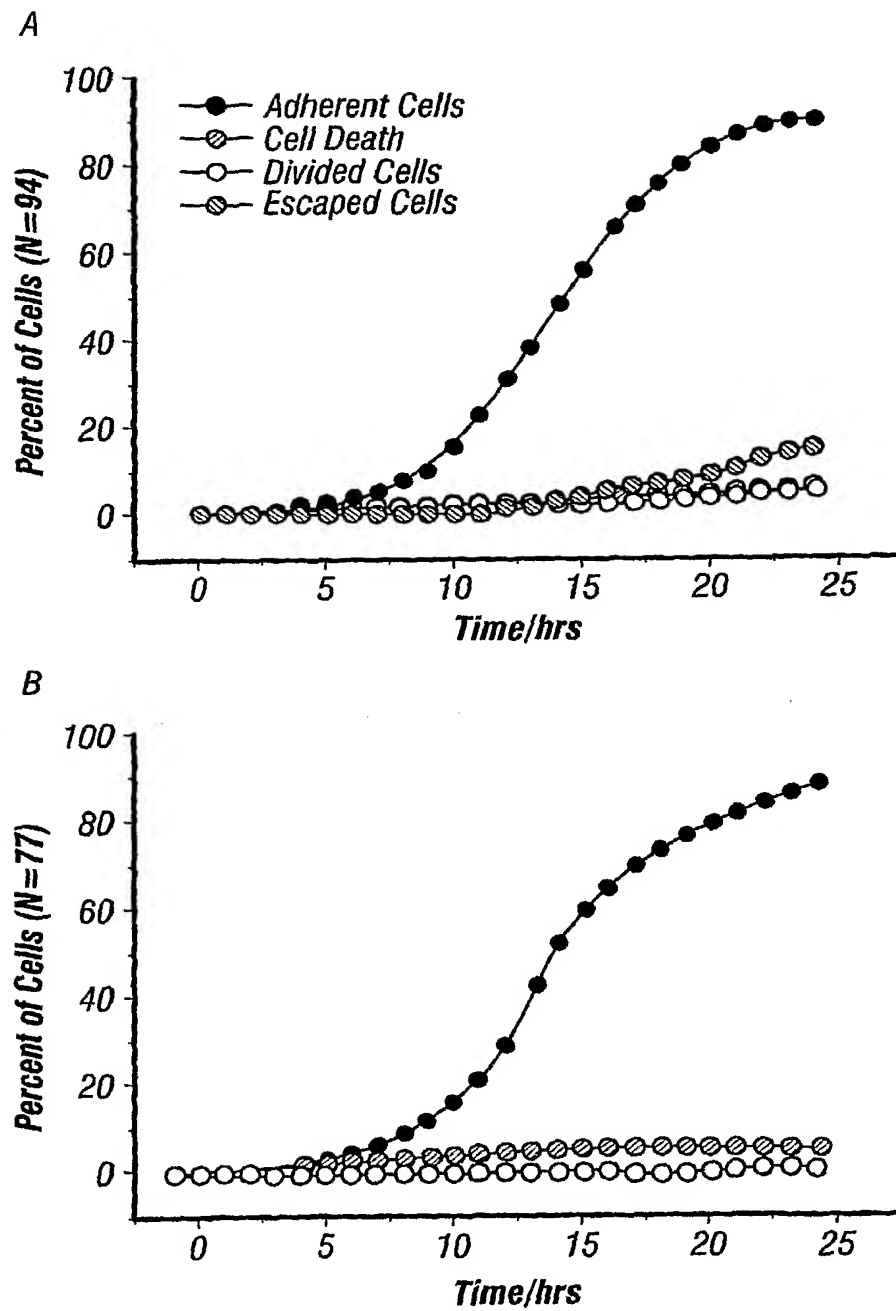 A
100
80
60
40
20
0
Percent of Cells (N=94)
Adherent Cells
Cell Death
Divided Cells
Escaped Cells
0 5 10 15 20 25
Time/hrs
B
100
80
60
40
20
0
Percent of Cells (N=77)
0 5 10 15 20 25
Time/hrs